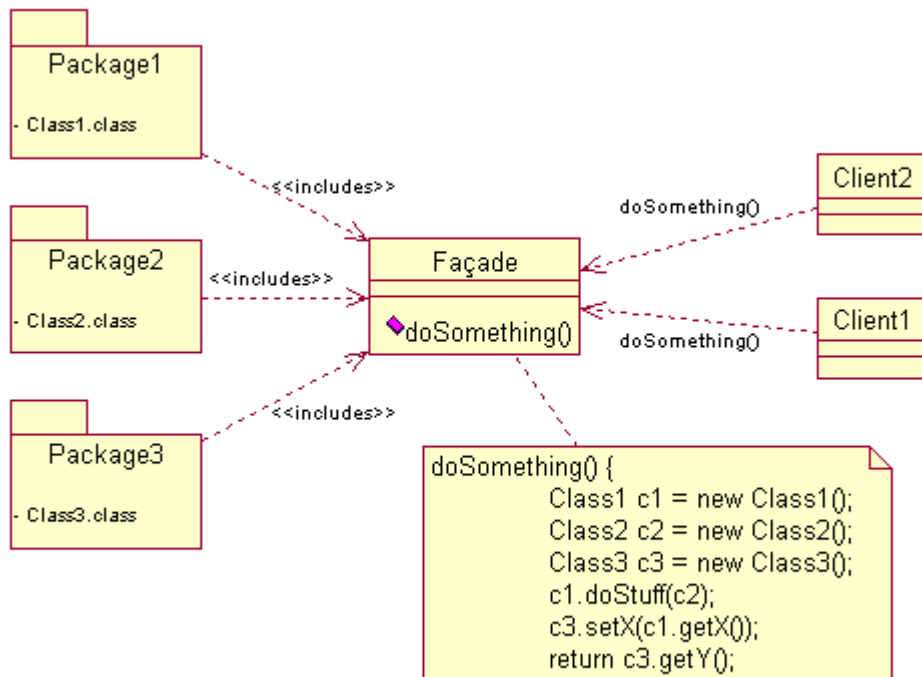 Package1
- Class1.class
<<includes>>
Package2
- Class2.class
<<includes>>
Package3
- Class3.class
<<includes>>
Façade
doSomething()
Client2
doSomething()
Client1
doSomething()
doSomething() {
Class1 c1 = new Class1();
Class2 c2 = new Class2();
Class3 c3 = new Class3();
c1.doStuff(c2);
c3.setX(c1.getX());
return c3.getY();